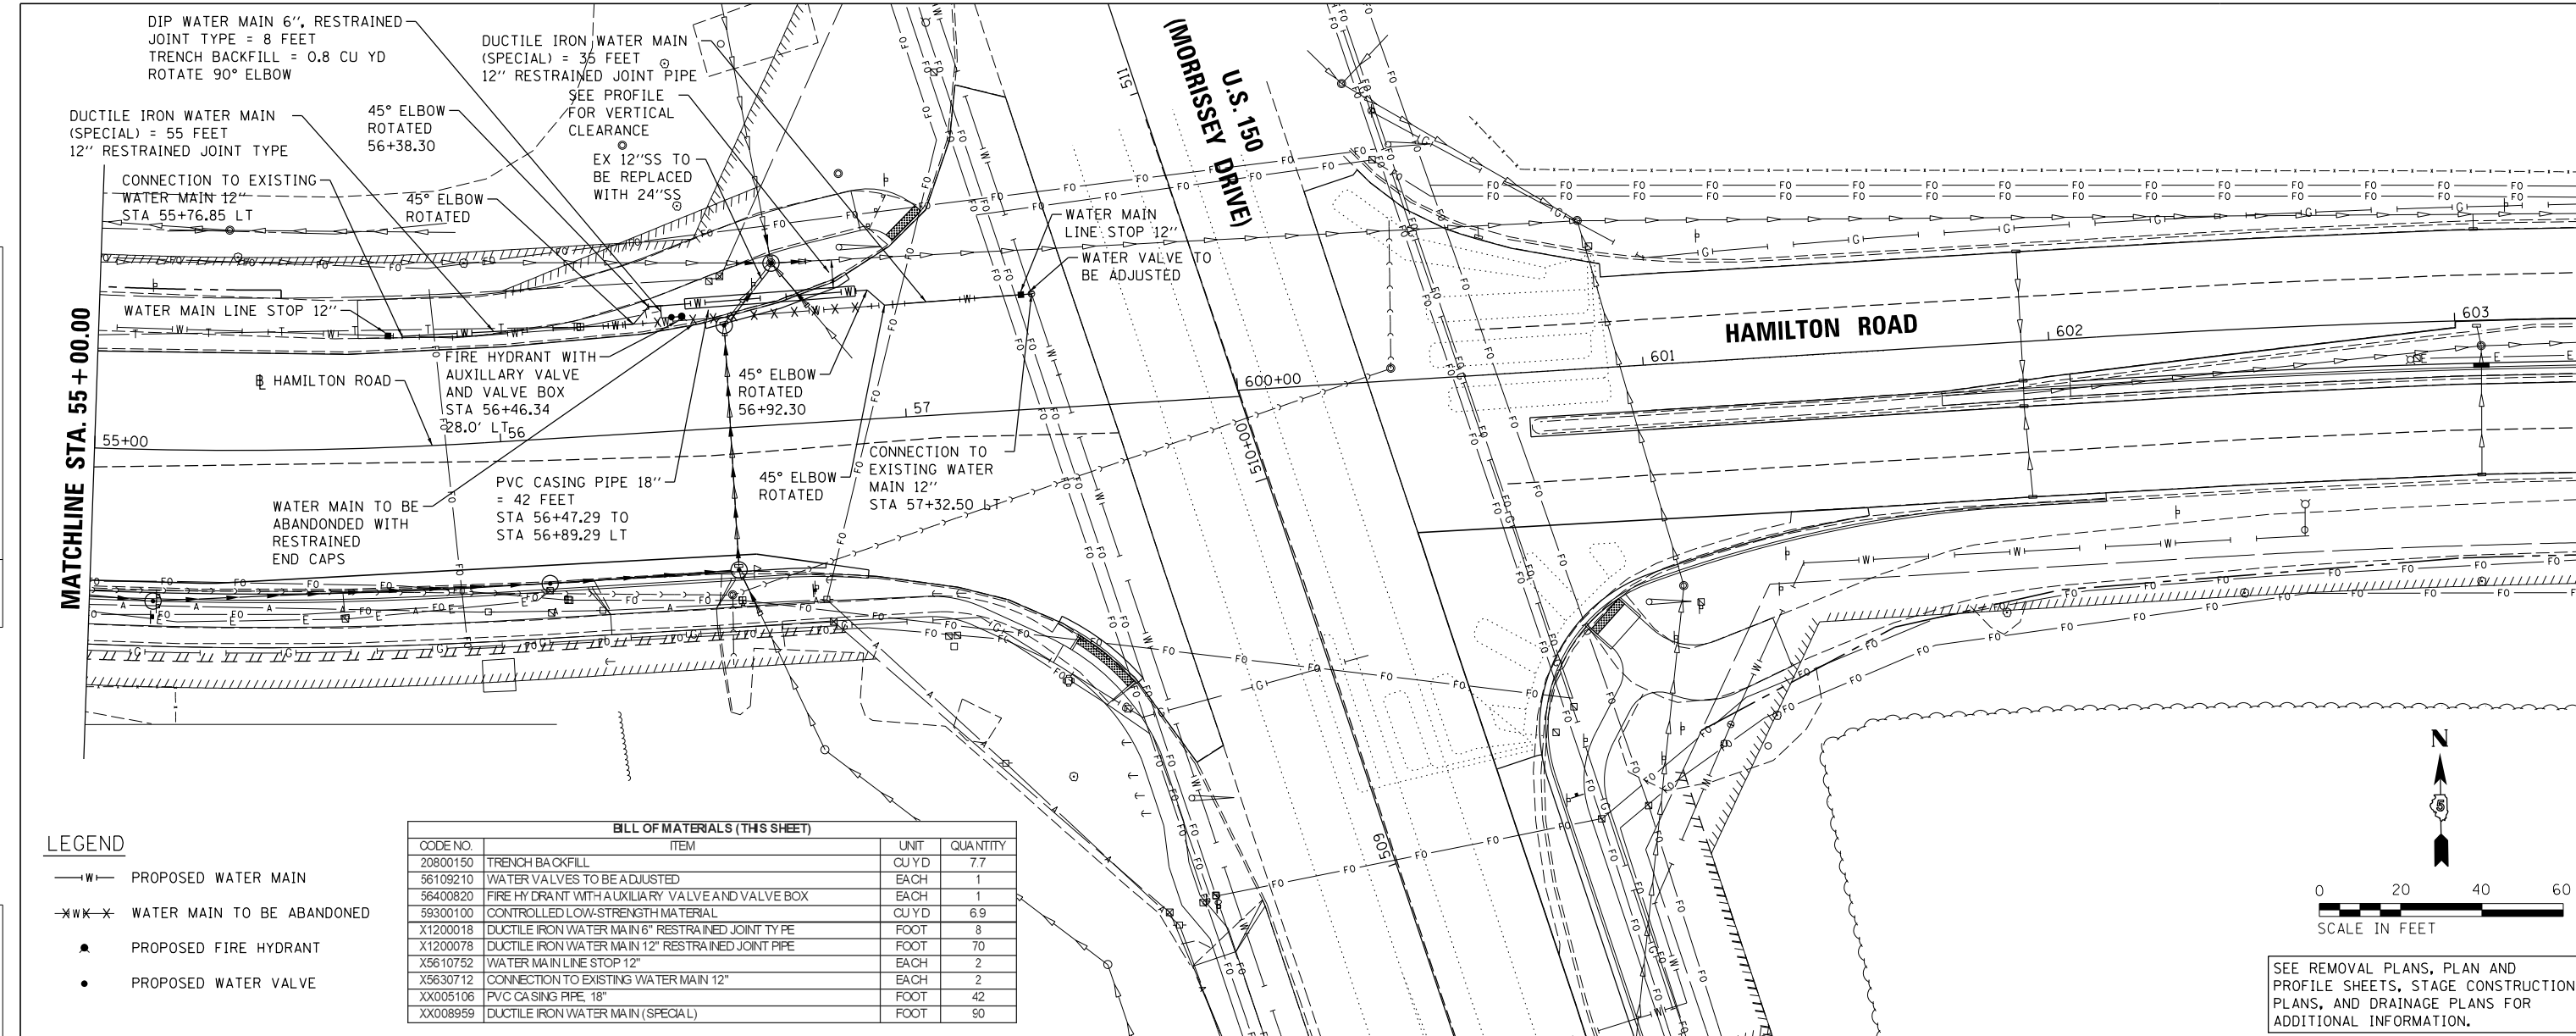 DIP WATER MAIN 6", RESTRAINED
JOINT TYPE = 8 FEET
TRENCH BACKFILL = 0.8 CU YD
ROTATE 90° ELBOW
DUCTILE IRON WATER MAIN
(SPECIAL) = 35 FEET
12" RESTRAINED JOINT PIPE
SEE PROFILE
FOR VERTICAL
CLEARANCE
DUCTILE IRON WATER MAIN
(SPECIAL) = 55 FEET
12" RESTRAINED JOINT TYPE
45° ELBOW
ROTATED
56+38.30
EX 12"SS TO
BE REPLACED
WITH 24"SS
CONNECTION TO EXISTING
WATER MAIN 12"
STA 55+76.85 LT
45° ELBOW
ROTATED
WATER MAIN
LINE STOP 12"
WATER VALVE TO
BE ADJUSTED
WATER MAIN LINE STOP 12"
U.S. 150
(MORRISSEY DRIVE)
511
HAMILTON ROAD
600+00
601
602
603
MATCHLINE STA. 55 + 00.00
FIRE HYDRANT WITH
AUXILLARY VALVE
AND VALVE BOX
STA 56+46.34
28.0' LT
45° ELBOW
ROTATED
56+92.30
℄ HAMILTON ROAD
55+00
56
57
510+00
509
CONNECTION TO
EXISTING WATER
MAIN 12"
STA 57+32.50 LT
45° ELBOW
ROTATED
PVC CASING PIPE 18"
= 42 FEET
STA 56+47.29 TO
STA 56+89.29 LT
WATER MAIN TO BE
ABANDONDED WITH
RESTRAINED
END CAPS
LEGEND
W PROPOSED WATER MAIN
W WATER MAIN TO BE ABANDONED
PROPOSED FIRE HYDRANT
PROPOSED WATER VALVE
BILL OF MATERIALS (THIS SHEET)
CODE NO. ITEM UNIT QUANTITY
20800150 TRENCH BACKFILL CU YD 7.7
56109210 WATER VALVES TO BE ADJUSTED EACH 1
56400820 FIRE HYDRANT WITH AUXILIARY VALVE AND VALVE BOX EACH 1
59300100 CONTROLLED LOW-STRENGTH MATERIAL CU YD 6.9
X1200018 DUCTILE IRON WATER MAIN 6" RESTRAINED JOINT TYPE FOOT 8
X1200078 DUCTILE IRON WATER MAIN 12" RESTRAINED JOINT PIPE FOOT 70
X5610752 WATER MAIN LINE STOP 12" EACH 2
X5630712 CONNECTION TO EXISTING WATER MAIN 12" EACH 2
XX005106 PVC CASING PIPE, 18" FOOT 42
XX008959 DUCTILE IRON WATER MAIN (SPECIAL) FOOT 90
N
5
0 20 40 60
SCALE IN FEET
SEE REMOVAL PLANS, PLAN AND
PROFILE SHEETS, STAGE CONSTRUCTION
PLANS, AND DRAINAGE PLANS FOR
ADDITIONAL INFORMATION.